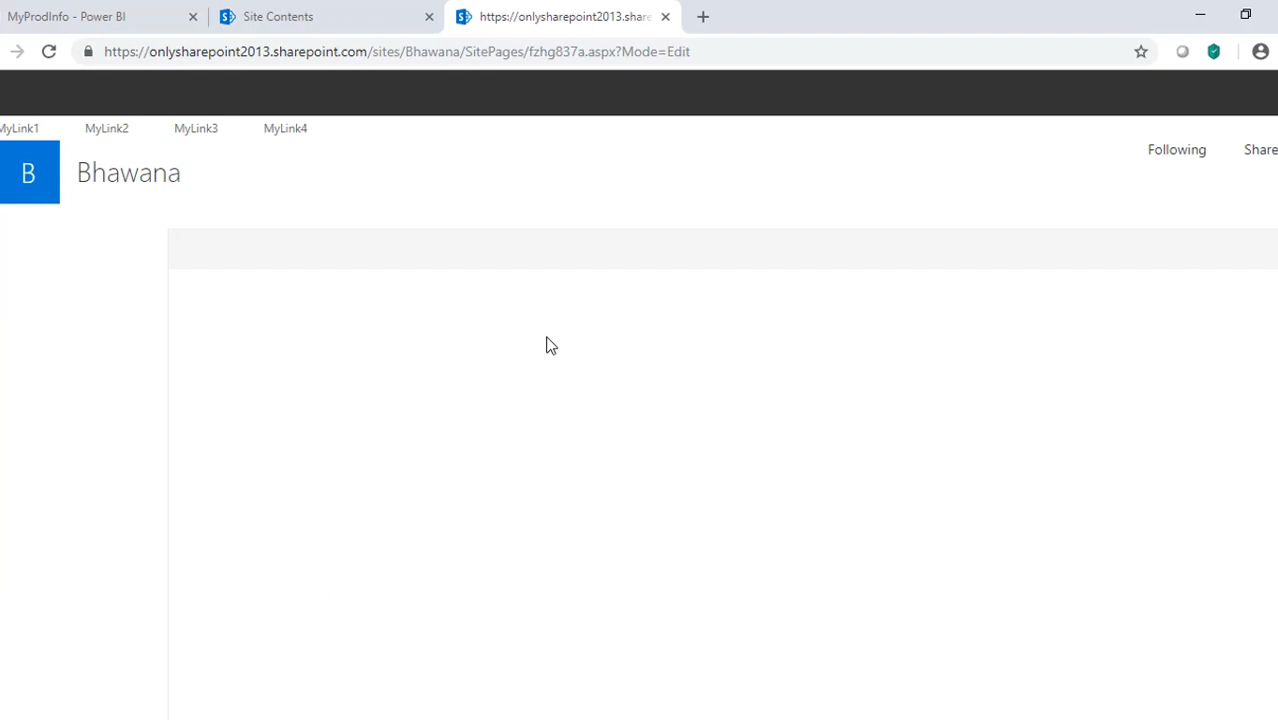 MyProdInfo - Power BI
Site Contents
https://onlysharepoint2013.share
https://onlysharepoint2013.sharepoint.com/sites/Bhawana/SitePages/fzhg837a.aspx?Mode=Edit
MyLink1 MyLink2 MyLink3 MyLink4
Following Share
B Bhawana